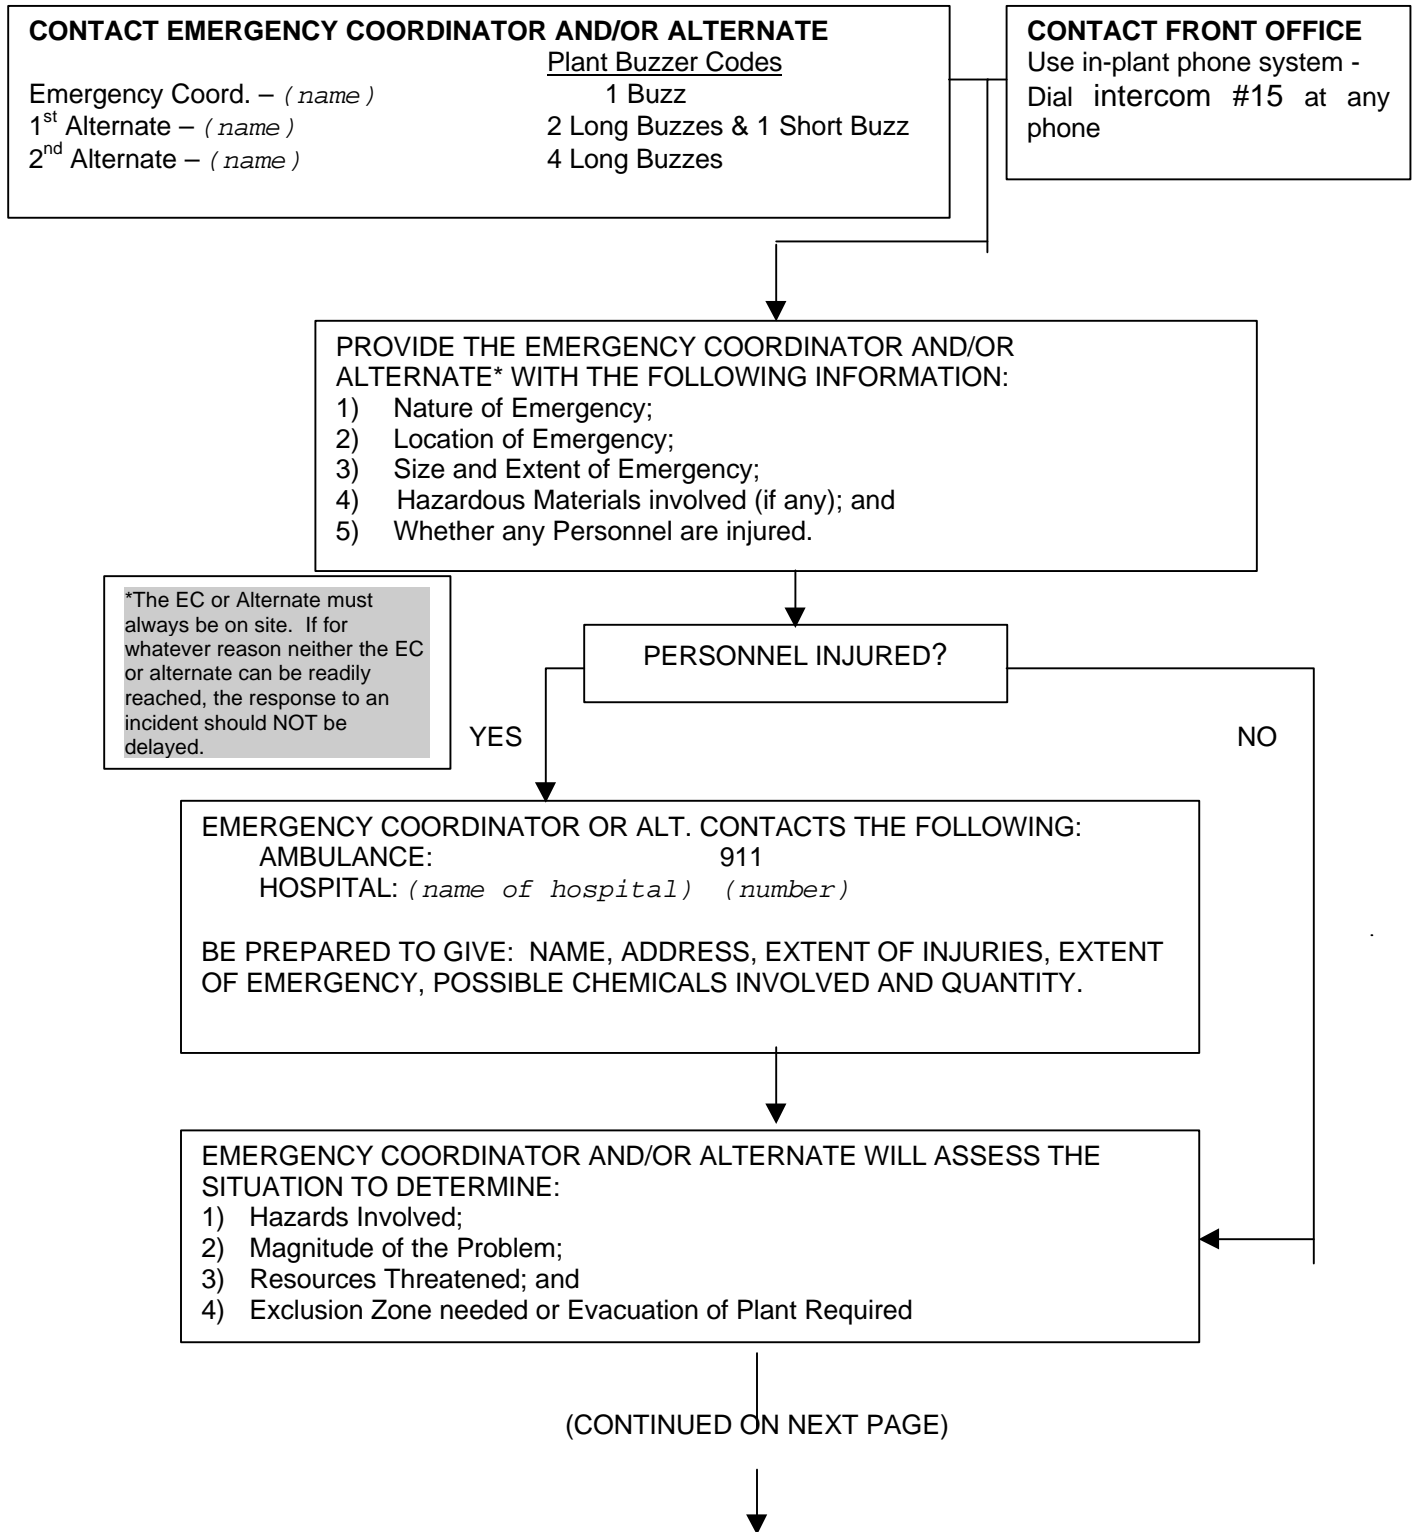 CONTACT EMERGENCY COORDINATOR AND/OR ALTERNATE
Plant Buzzer Codes
Emergency Coord. – (name) 1 Buzz
1st Alternate – (name) 2 Long Buzzes & 1 Short Buzz
2nd Alternate – (name) 4 Long Buzzes
CONTACT FRONT OFFICE
Use in-plant phone system -
Dial intercom #15 at any
phone
PROVIDE THE EMERGENCY COORDINATOR AND/OR
ALTERNATE* WITH THE FOLLOWING INFORMATION:
1) Nature of Emergency;
2) Location of Emergency;
3) Size and Extent of Emergency;
4) Hazardous Materials involved (if any); and
5) Whether any Personnel are injured.
*The EC or Alternate must
always be on site. If for
whatever reason neither the EC
or alternate can be readily
reached, the response to an
incident should NOT be
delayed.
PERSONNEL INJURED?
YES
NO
EMERGENCY COORDINATOR OR ALT. CONTACTS THE FOLLOWING:
AMBULANCE: 911
HOSPITAL: (name of hospital) (number)
BE PREPARED TO GIVE: NAME, ADDRESS, EXTENT OF INJURIES, EXTENT
OF EMERGENCY, POSSIBLE CHEMICALS INVOLVED AND QUANTITY.
EMERGENCY COORDINATOR AND/OR ALTERNATE WILL ASSESS THE
SITUATION TO DETERMINE:
1) Hazards Involved;
2) Magnitude of the Problem;
3) Resources Threatened; and
4) Exclusion Zone needed or Evacuation of Plant Required
(CONTINUED ON NEXT PAGE)